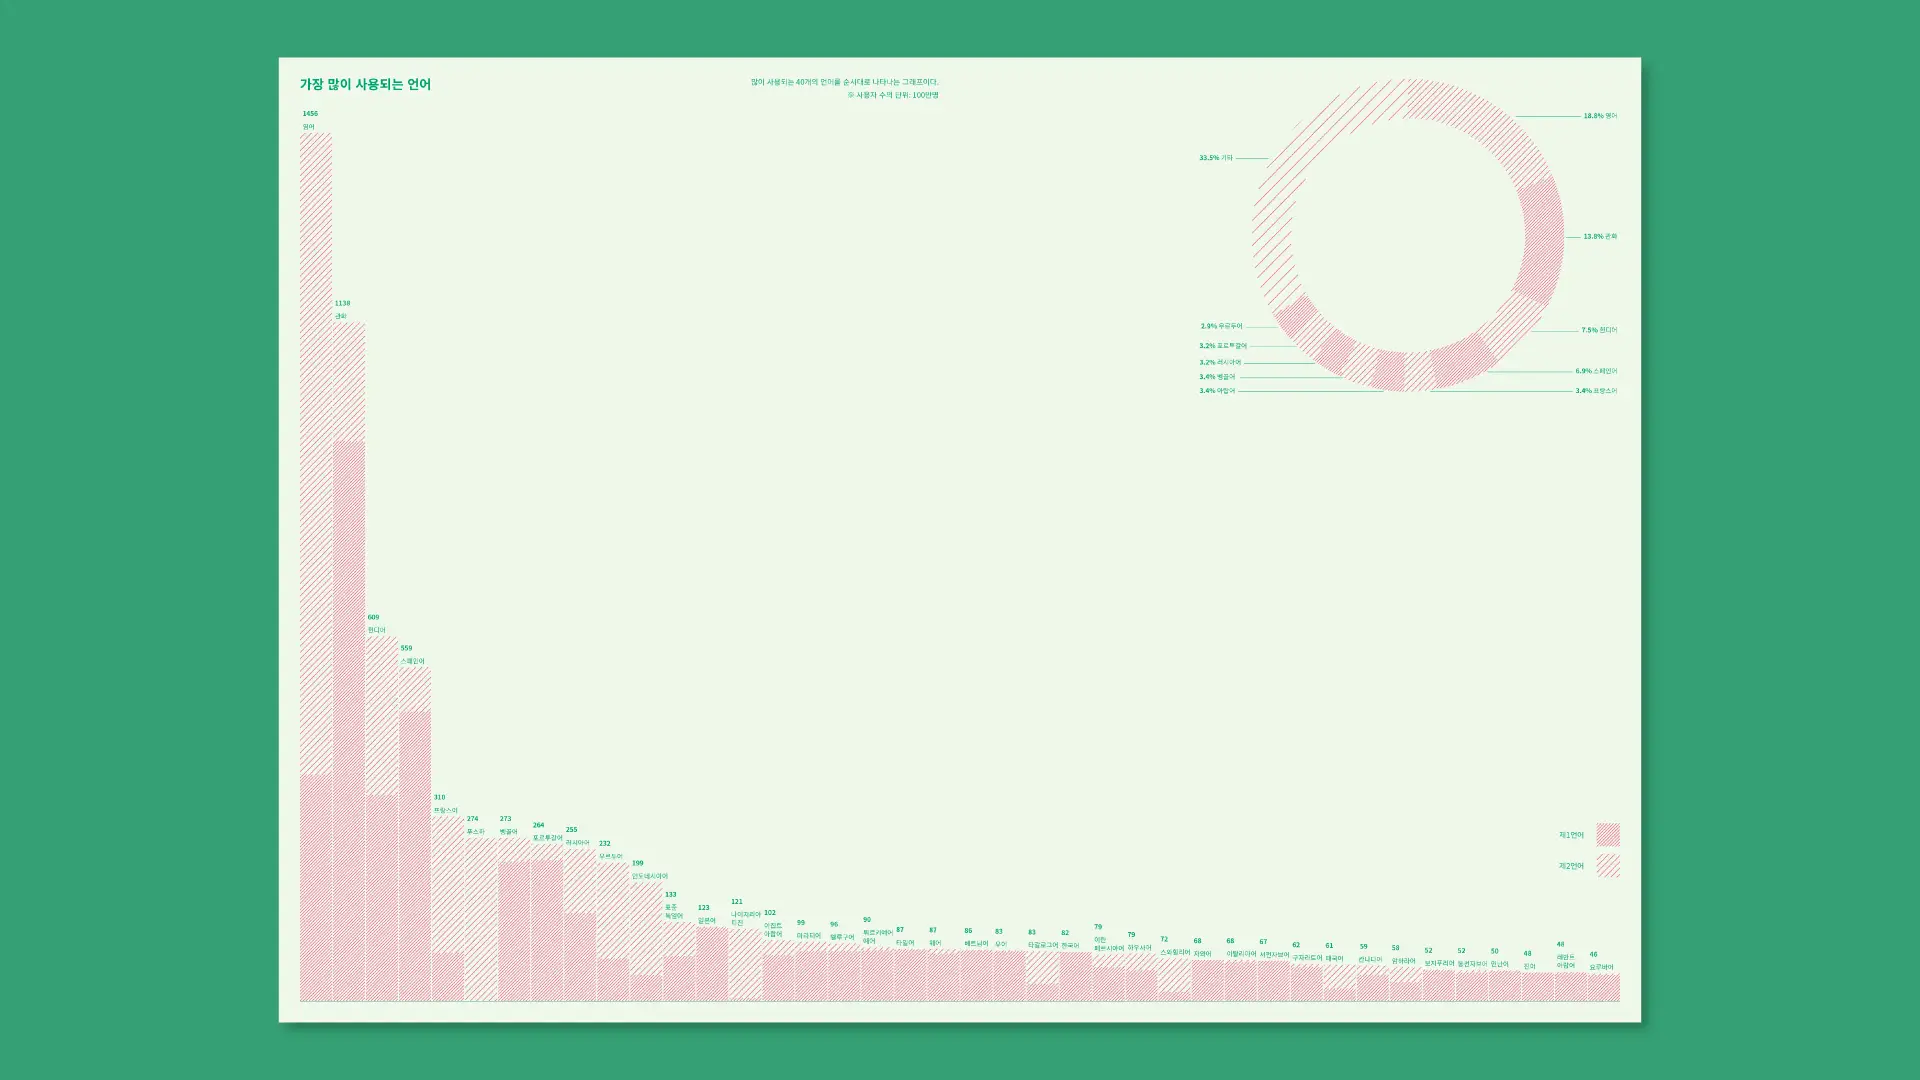 가장 많이 사용되는 언어
많이 사용되는 40개의 언어를 순서대로 나타나는 그래프이다.
※ 사용자 수의 단위: 100만명
1456
영어
1138
관화
609
힌디어
559
스페인어
310
프랑스어
274
푸스하
273
벵골어
264
포르투갈어
255
러시아어
232
우르두어
199
인도네시아어
133
표준
독일어
123
일본어
121
나이지리아
피진
102
이집트
아랍어
99
마라티어
96
텔루구어
90
튀르키예어
예어
87
타밀어
87
웨어
86
베트남어
83
우어
83
타갈로그어
82
한국어
79
이란
페르시아어
79
하우사어
72
스와힐리어
68
자와어
68
이탈리아어
67
서펀자브어
62
구자라트어
61
태국어
59
칸나다어
58
암하라어
52
보지푸리어
52
동펀자브어
50
민난어
48
진어
48
레반트
아랍어
46
요루바어
18.8% 영어
13.8% 관화
7.5% 힌디어
6.9% 스페인어
3.4% 프랑스어
33.5% 기타
2.9% 우르두어
3.2% 포르투갈어
3.2% 러시아어
3.4% 벵골어
3.4% 아랍어
제1언어
제2언어